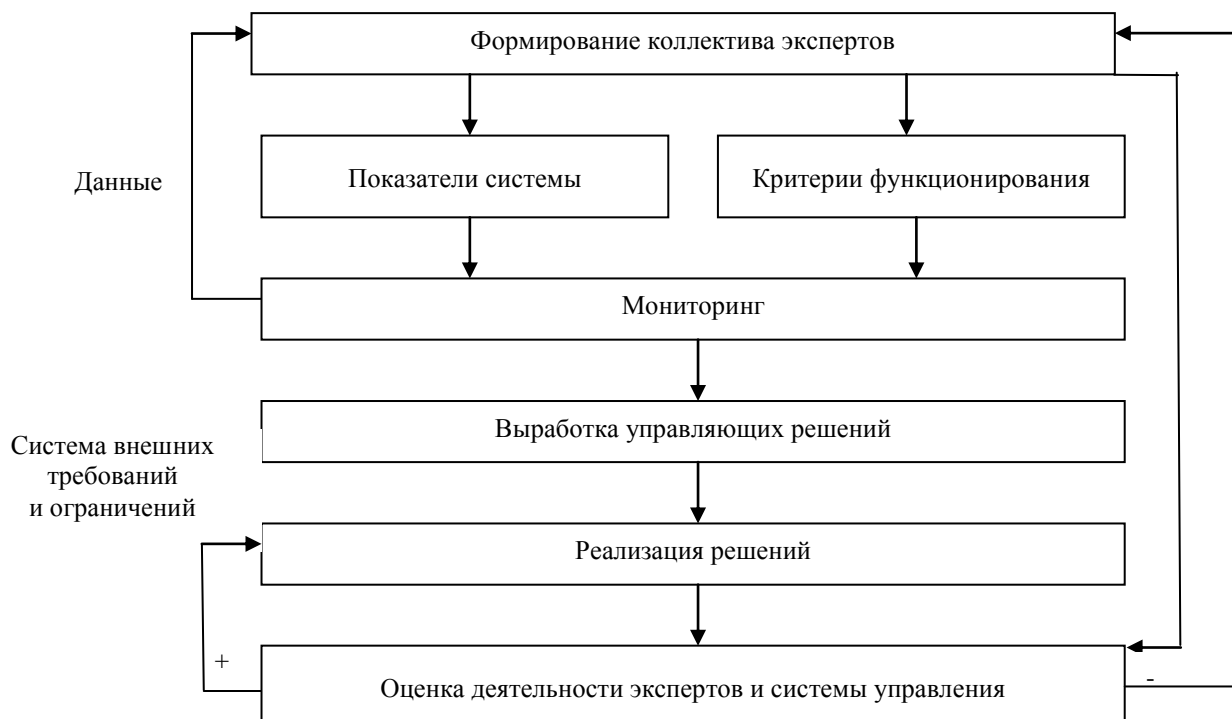 Формирование коллектива экспертов
Данные
Показатели системы
Критерии функционирования
Мониторинг
Выработка управляющих решений
Система внешних
требований
и ограничений
Реализация решений
+
Оценка деятельности экспертов и системы управления
-